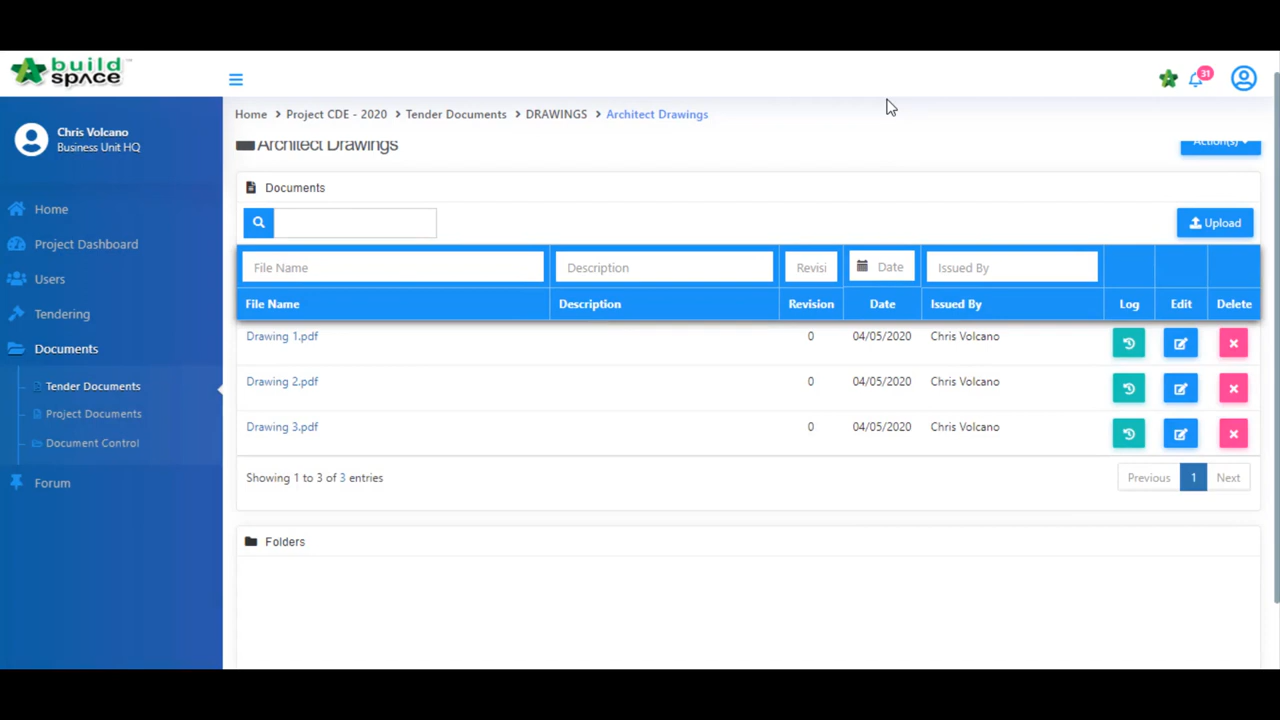 build
space
™
31
Chris Volcano
Business Unit HQ
Home
Project Dashboard
Users
Tendering
Documents
Tender Documents
Project Documents
Document Control
Forum
Home > Project CDE - 2020 > Tender Documents > DRAWINGS > Architect Drawings
Architect Drawings
Action(s)
Documents
Upload
File Name Description Revisi Date Issued By
File Name Description Revision Date Issued By Log Edit Delete
Drawing 1.pdf 0 04/05/2020 Chris Volcano
Drawing 2.pdf 0 04/05/2020 Chris Volcano
Drawing 3.pdf 0 04/05/2020 Chris Volcano
Showing 1 to 3 of 3 entries
Previous 1 Next
Folders